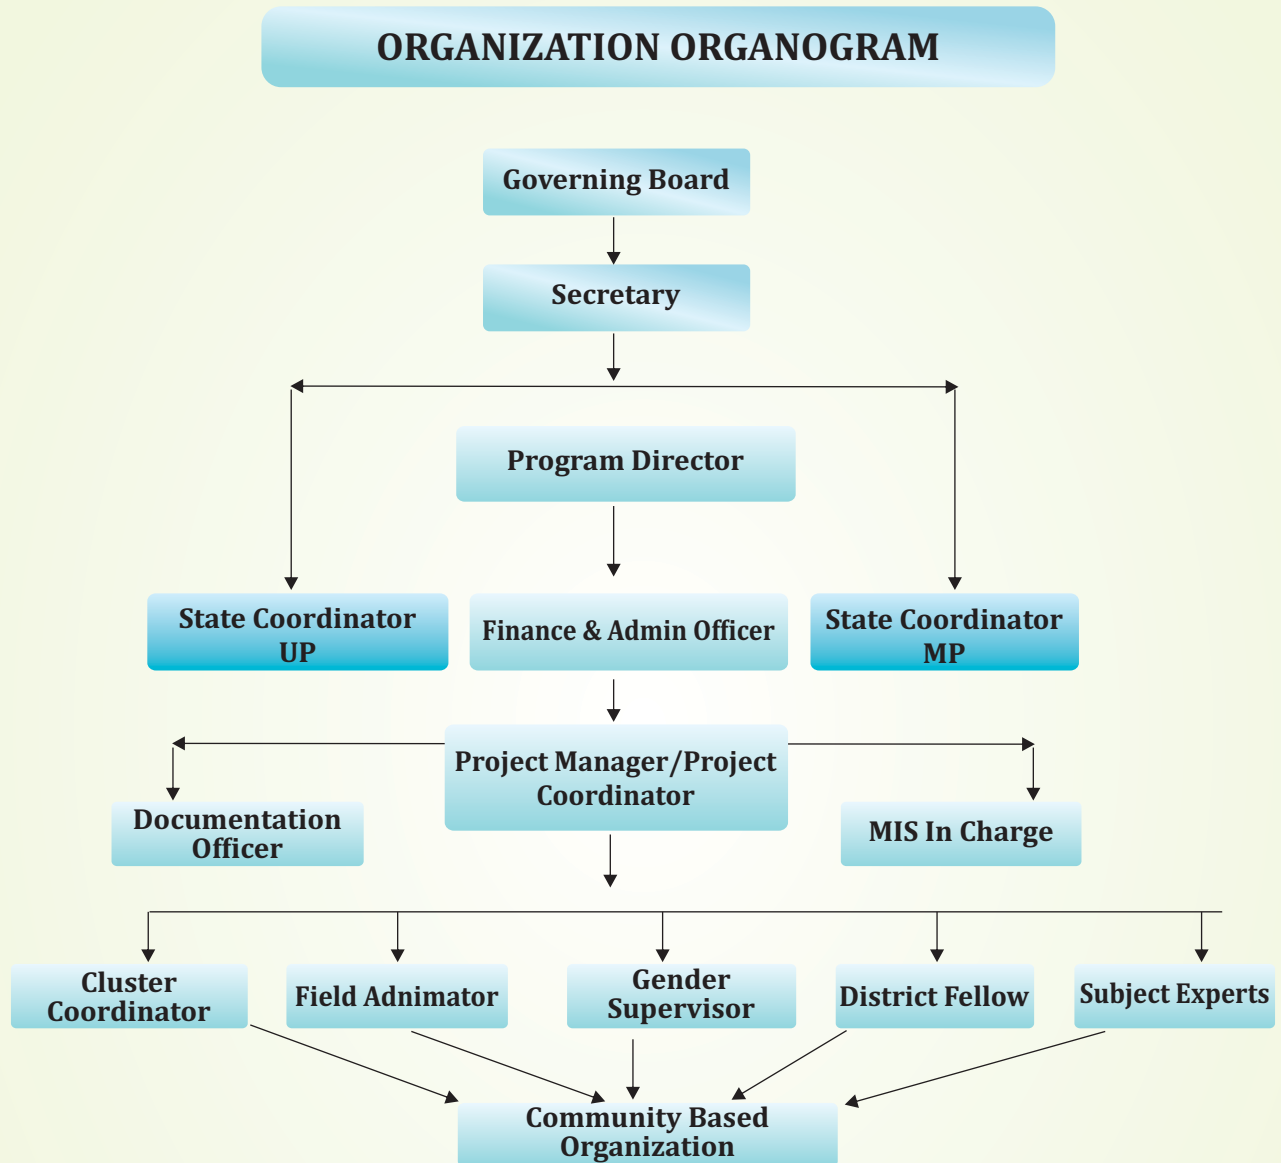 ORGANIZATION ORGANOGRAM
Governing Board
Secretary
Program Director
State Coordinator
UP
Finance & Admin Officer
State Coordinator
MP
Project Manager/Project
Coordinator
Documentation
Officer
MIS In Charge
Cluster
Coordinator
Field Adnimator
Gender
Supervisor
District Fellow
Subject Experts
Community Based
Organization